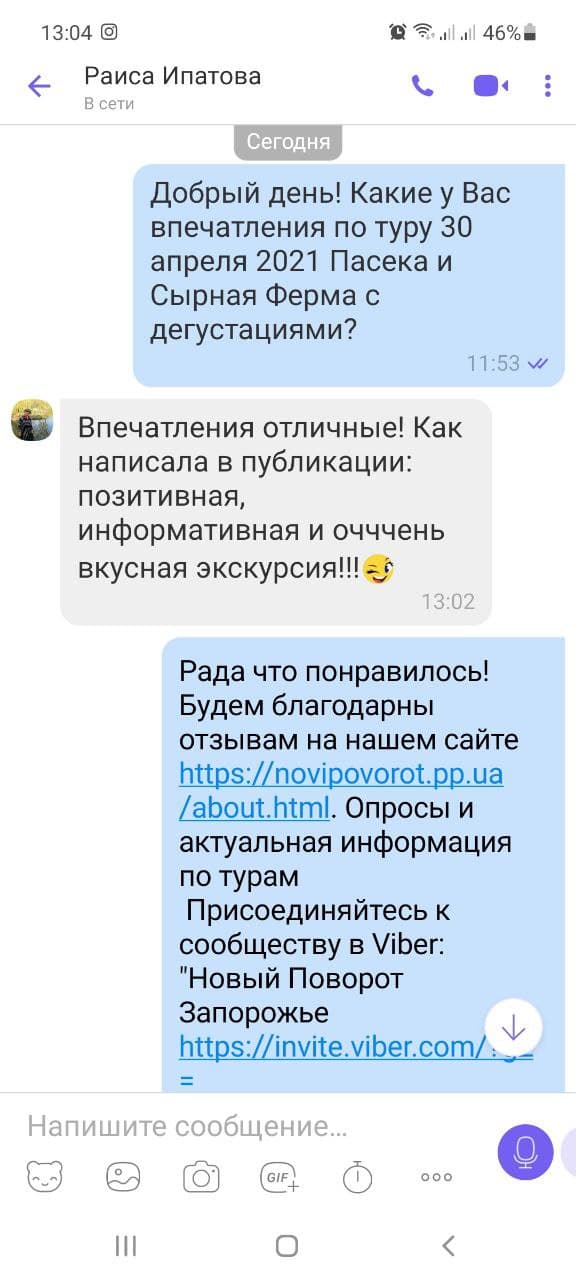 13:04
46%
Раиса Ипатова
В сети
Сегодня
Добрый день! Какие у Вас
впечатления по туру 30
апреля 2021 Пасека и
Сырная Ферма с
дегустациями?
11:53
Впечатления отличные! Как
написала в публикации:
позитивная,
информативная и очччень
вкусная экскурсия!!!
13:02
Рада что понравилось!
Будем благодарны
отзывам на нашем сайте
https://novipovorot.pp.ua
/about.html. Опросы и
актуальная информация
по турам
Присоединяйтесь к
сообществу в Viber:
"Новый Поворот
Запорожье
https://invite.viber.com/
=
Напишите сообщение...
GIF